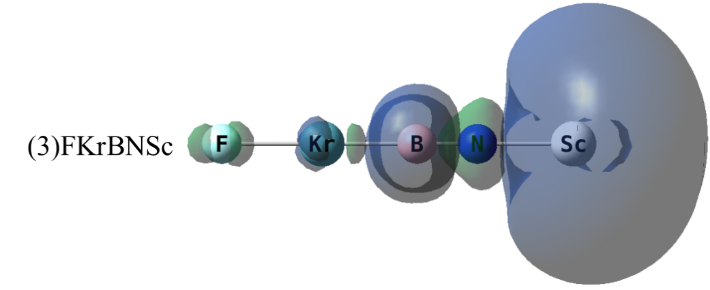 (3)FKrBNSc F Kr B N Sc